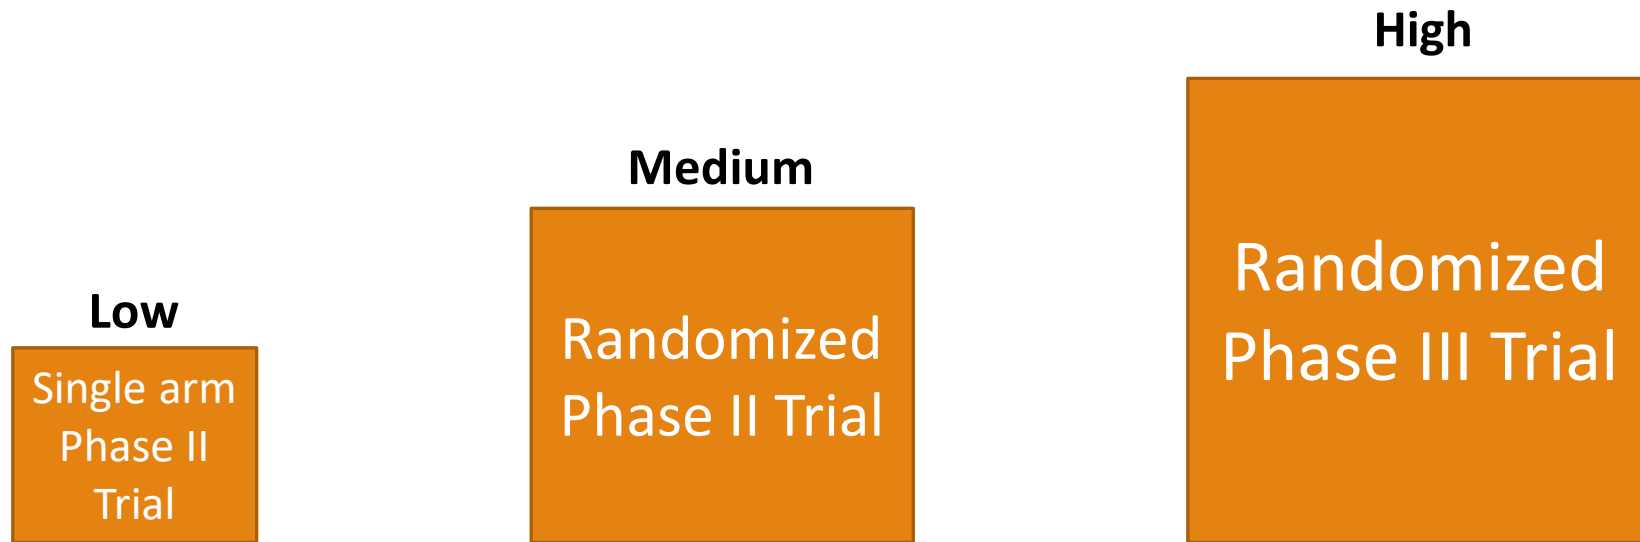 Low
Single arm
Phase II
Trial
Medium
Randomized
Phase II Trial
High
Randomized
Phase III Trial